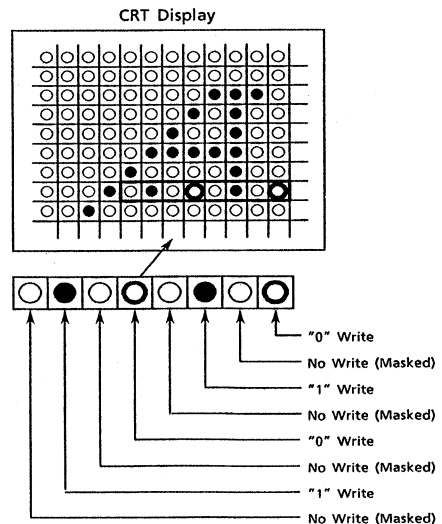 CRT Display
"0" Write
No Write (Masked)
"1" Write
No Write (Masked)
"0" Write
No Write (Masked)
"1" Write
No Write (Masked)